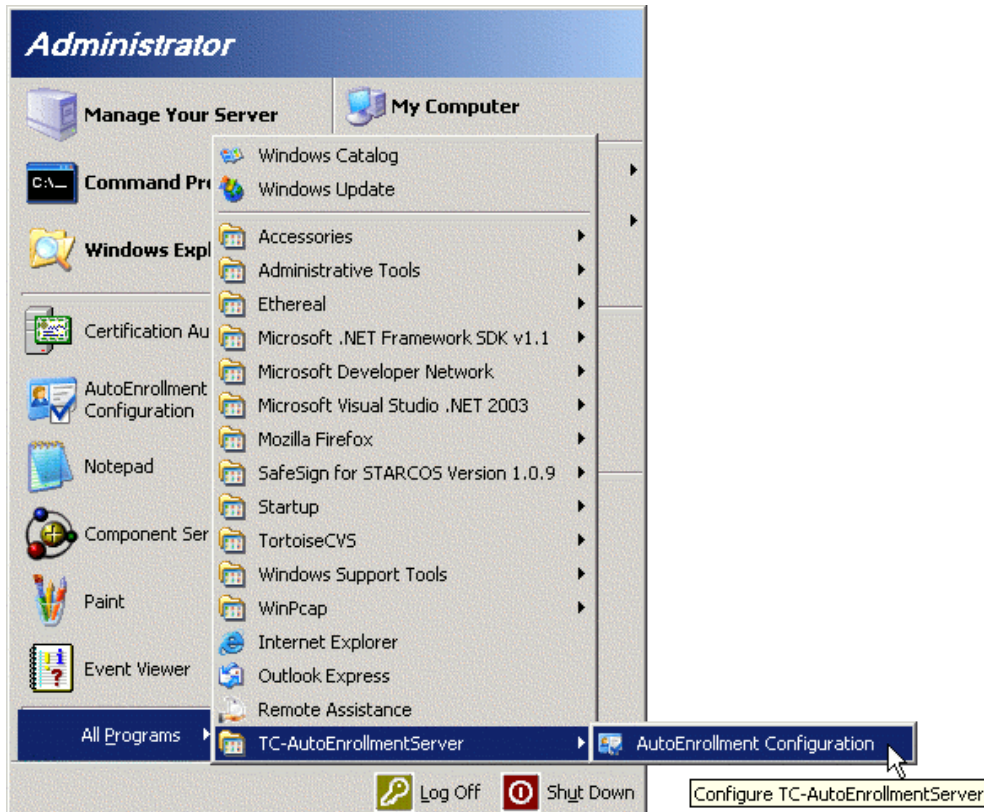 Administrator
Manage Your Server
My Computer
Command Pro
Windows Expl
Certification Au
AutoEnrollment
Configuration
Notepad
Component Ser
Paint
Event Viewer
All Programs
Windows Catalog
Windows Update
Accessories
Administrative Tools
Ethereal
Microsoft .NET Framework SDK v1.1
Microsoft Developer Network
Microsoft Visual Studio .NET 2003
Mozilla Firefox
SafeSign for STARCOS Version 1.0.9
Startup
TortoiseCVS
Windows Support Tools
WinPcap
Internet Explorer
Outlook Express
Remote Assistance
TC-AutoEnrollmentServer
AutoEnrollment Configuration
Configure TC-AutoEnrollmentServer
Log Off
Shut Down